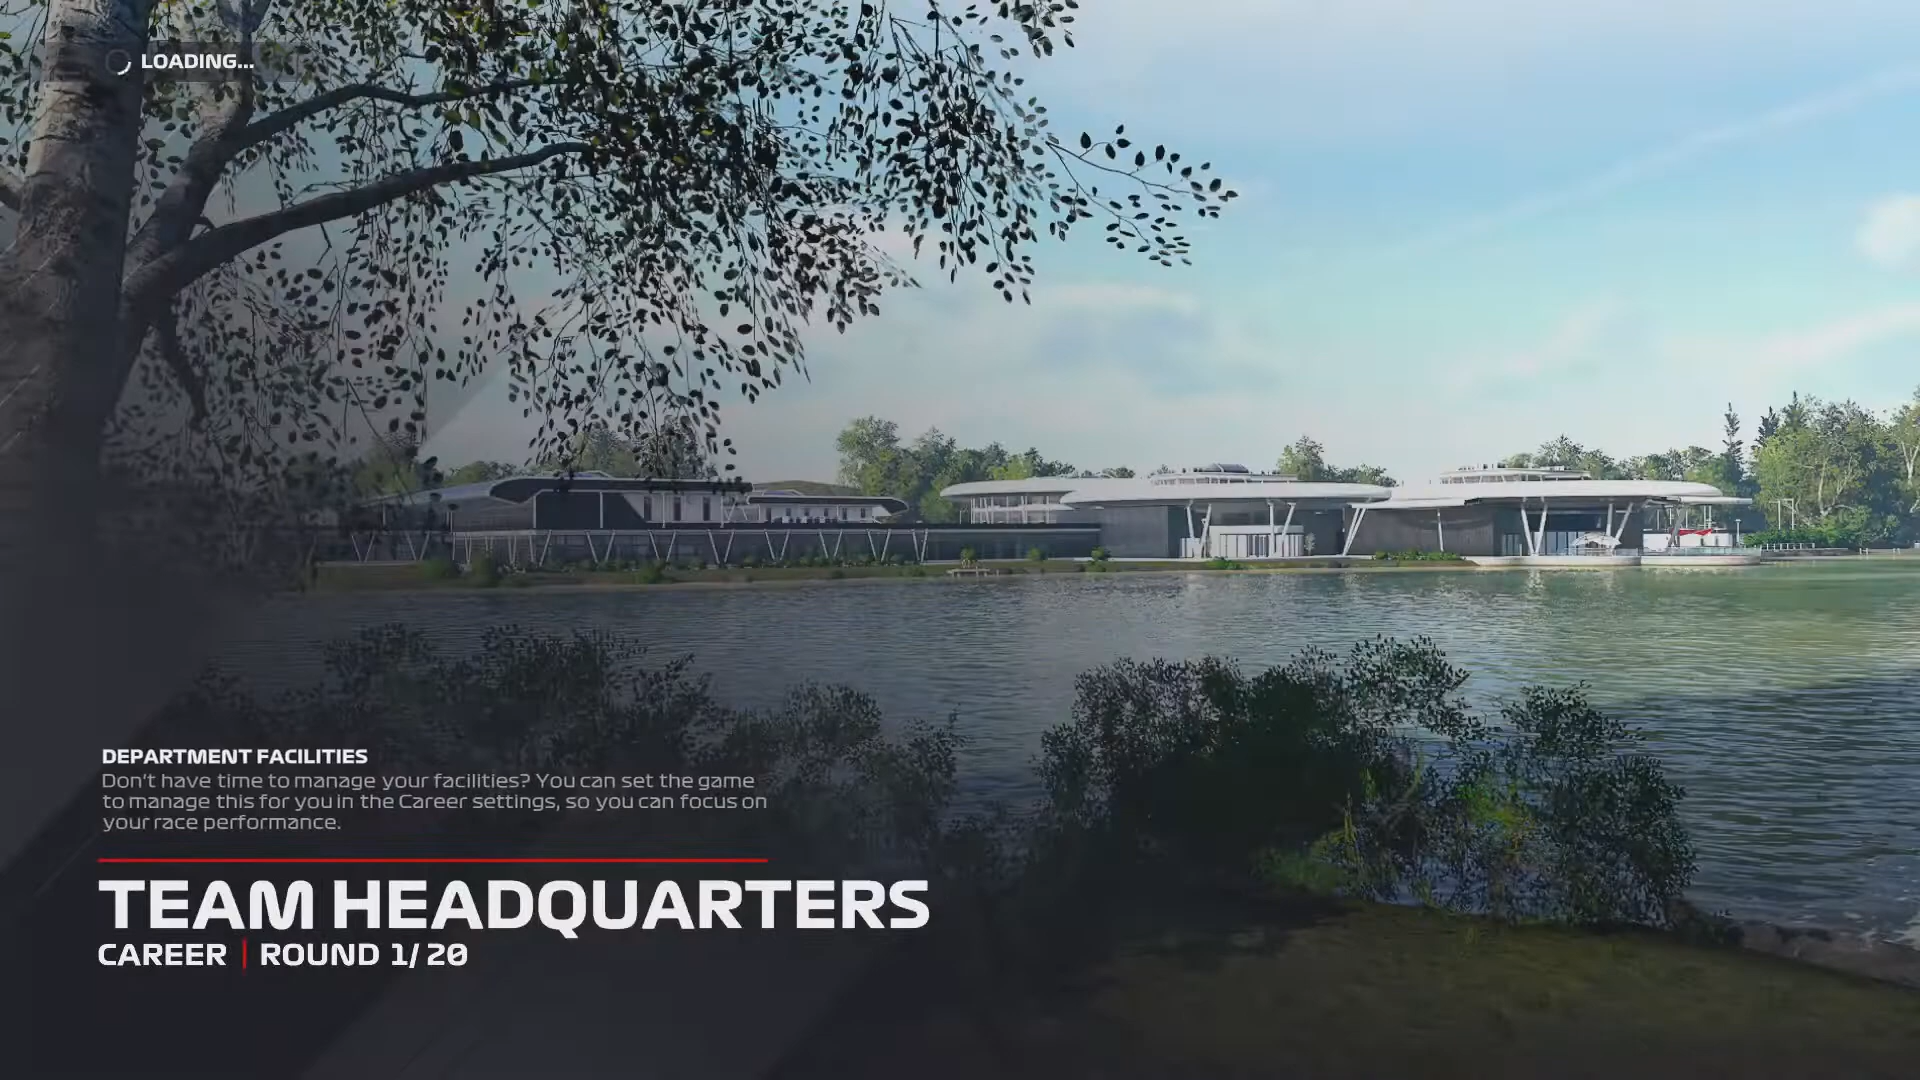 LOADING...
DEPARTMENT FACILITIES
Don't have time to manage your facilities? You can set the game
to manage this for you in the Career settings, so you can focus on
your race performance.
TEAM HEADQUARTERS
CAREER | ROUND 1/20